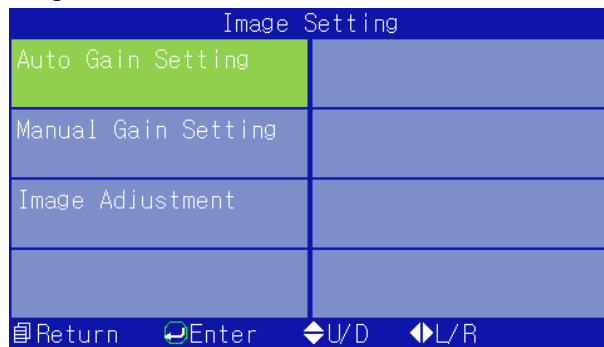 Image Setting
Auto Gain Setting
Manual Gain Setting
Image Adjustment
Return Enter U/D L/R